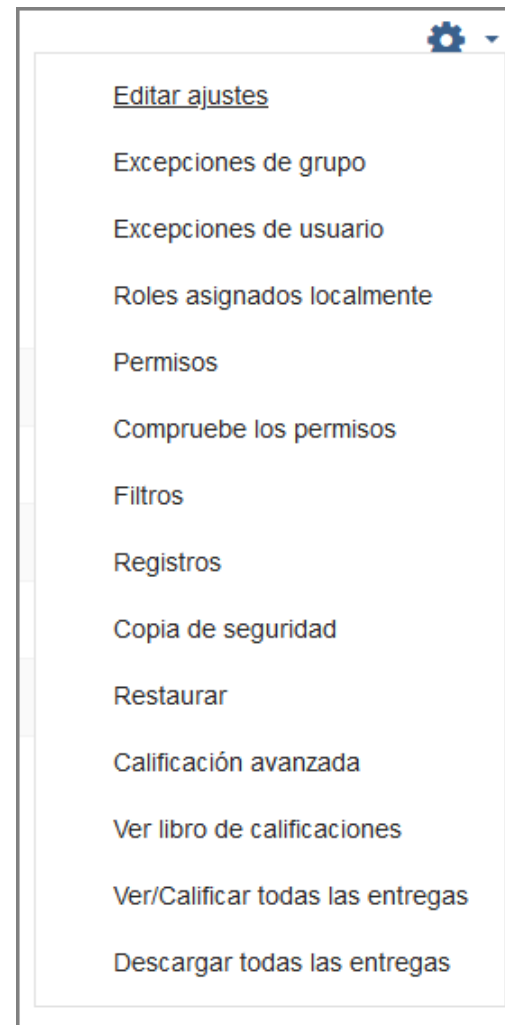 Editar ajustes
Excepciones de grupo
Excepciones de usuario
Roles asignados localmente
Permisos
Compruebe los permisos
Filtros
Registros
Copia de seguridad
Restaurar
Calificación avanzada
Ver libro de calificaciones
Ver/Calificar todas las entregas
Descargar todas las entregas